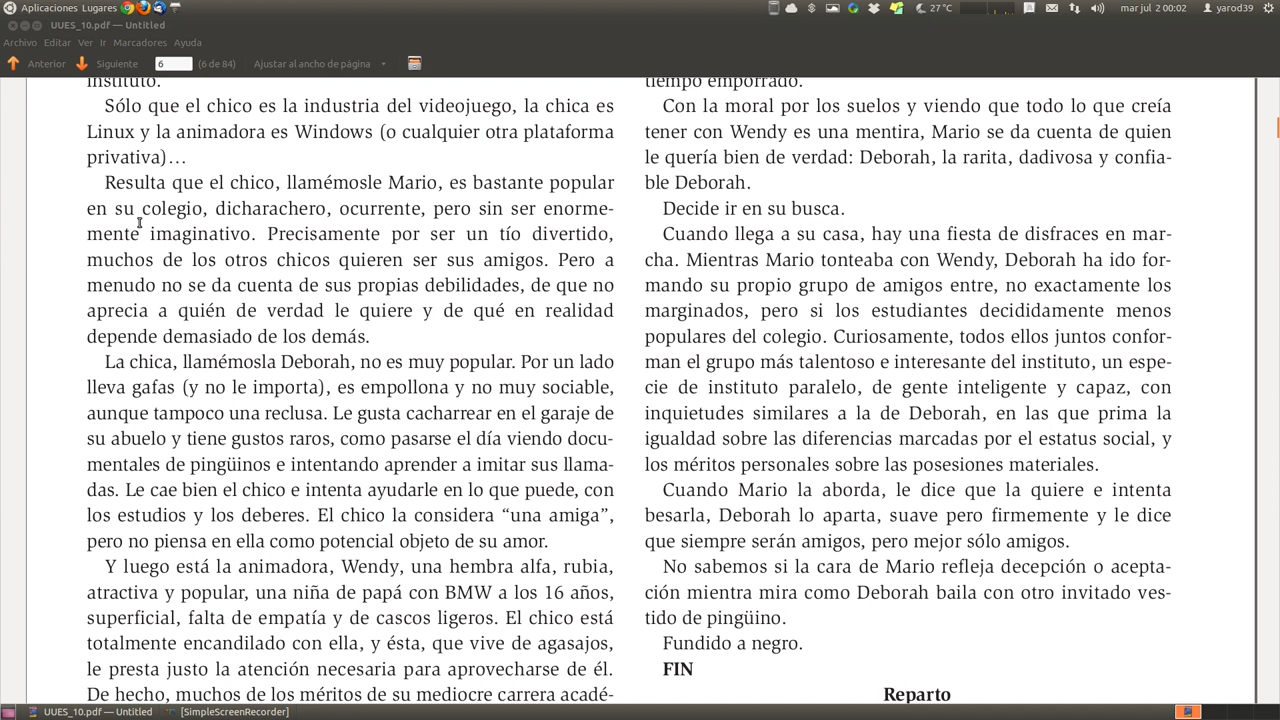 Aplicaciones Lugares
27 °C
mar jul 2 00:02
yarod39
UUES_10.pdf — Untitled
Archivo Editar Ver Ir Marcadores Ayuda
Anterior Siguiente 6 (6 de 84) Ajustar al ancho de página
instituto.
Sólo que el chico es la industria del videojuego, la chica es
Linux y la animadora es Windows (o cualquier otra plataforma
privativa)…
Resulta que el chico, llamémosle Mario, es bastante popular
en su colegio, dicharachero, ocurrente, pero sin ser enorme-
mente imaginativo. Precisamente por ser un tío divertido,
muchos de los otros chicos quieren ser sus amigos. Pero a
menudo no se da cuenta de sus propias debilidades, de que no
aprecia a quién de verdad le quiere y de qué en realidad
depende demasiado de los demás.
La chica, llamémosla Deborah, no es muy popular. Por un lado
lleva gafas (y no le importa), es empollona y no muy sociable,
aunque tampoco una reclusa. Le gusta cacharrear en el garaje de
su abuelo y tiene gustos raros, como pasarse el día viendo docu-
mentales de pingüinos e intentando aprender a imitar sus llama-
das. Le cae bien el chico e intenta ayudarle en lo que puede, con
los estudios y los deberes. El chico la considera “una amiga”,
pero no piensa en ella como potencial objeto de su amor.
Y luego está la animadora, Wendy, una hembra alfa, rubia,
atractiva y popular, una niña de papá con BMW a los 16 años,
superficial, falta de empatía y de cascos ligeros. El chico está
totalmente encandilado con ella, y ésta, que vive de agasajos,
le presta justo la atención necesaria para aprovecharse de él.
De hecho, muchos de los méritos de su mediocre carrera acadé-
tiempo emporrado.
Con la moral por los suelos y viendo que todo lo que creía
tener con Wendy es una mentira, Mario se da cuenta de quien
le quería bien de verdad: Deborah, la rarita, dadivosa y confia-
ble Deborah.
Decide ir en su busca.
Cuando llega a su casa, hay una fiesta de disfraces en mar-
cha. Mientras Mario tonteaba con Wendy, Deborah ha ido for-
mando su propio grupo de amigos entre, no exactamente los
marginados, pero si los estudiantes decididamente menos
populares del colegio. Curiosamente, todos ellos juntos confor-
man el grupo más talentoso e interesante del instituto, un espe-
cie de instituto paralelo, de gente inteligente y capaz, con
inquietudes similares a la de Deborah, en las que prima la
igualdad sobre las diferencias marcadas por el estatus social, y
los méritos personales sobre las posesiones materiales.
Cuando Mario la aborda, le dice que la quiere e intenta
besarla, Deborah lo aparta, suave pero firmemente y le dice
que siempre serán amigos, pero mejor sólo amigos.
No sabemos si la cara de Mario refleja decepción o acepta-
ción mientra mira como Deborah baila con otro invitado ves-
tido de pingüino.
Fundido a negro.
FIN
Reparto
UUES_10.pdf — Untitled
[SimpleScreenRecorder]